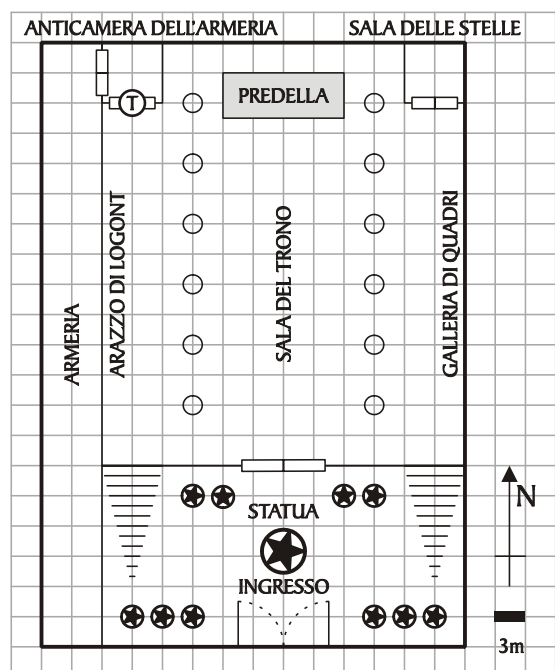 ANTICAMERA DELL'ARMERIA
SALA DELLE STELLE
T
PREDELLA
ARMERIA
ARAZZO DI LOGONT
SALA DEL TRONO
GALLERIA DI QUADRI
STATUA
INGRESSO
N
3m